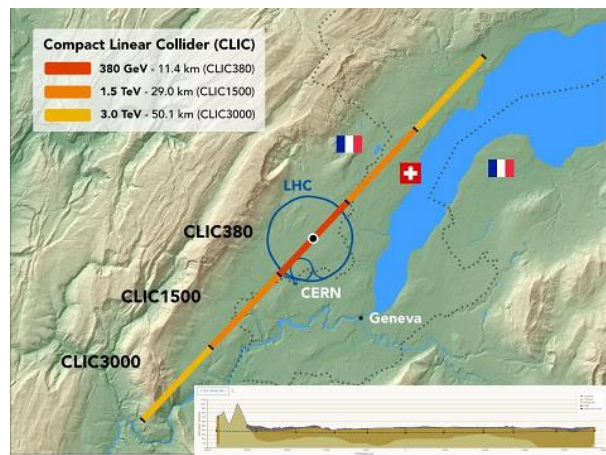 Compact Linear Collider (CLIC)
380 GeV - 11.4 km (CLIC380)
1.5 TeV - 29.0 km (CLIC1500)
3.0 TeV - 50.1 km (CLIC3000)
LHC
CLIC380
CERN
CLIC1500
Geneva
CLIC3000